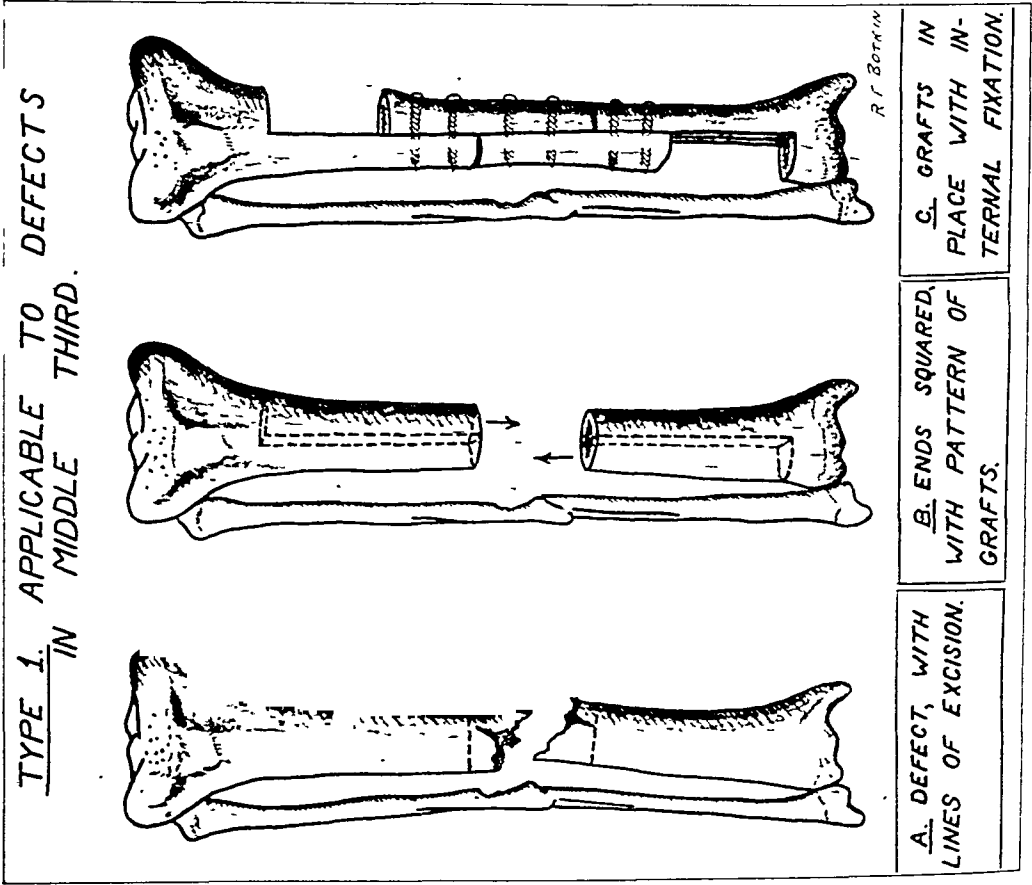 TYPE 1. APPLICABLE TO DEFECTS
IN MIDDLE THIRD.
A. DEFECT, WITH
LINES OF EXCISION.
B. ENDS SQUARED,
WITH PATTERN OF
GRAFTS.
C. GRAFTS IN
PLACE WITH IN-
TERNAL FIXATION.
R F BOTKIN